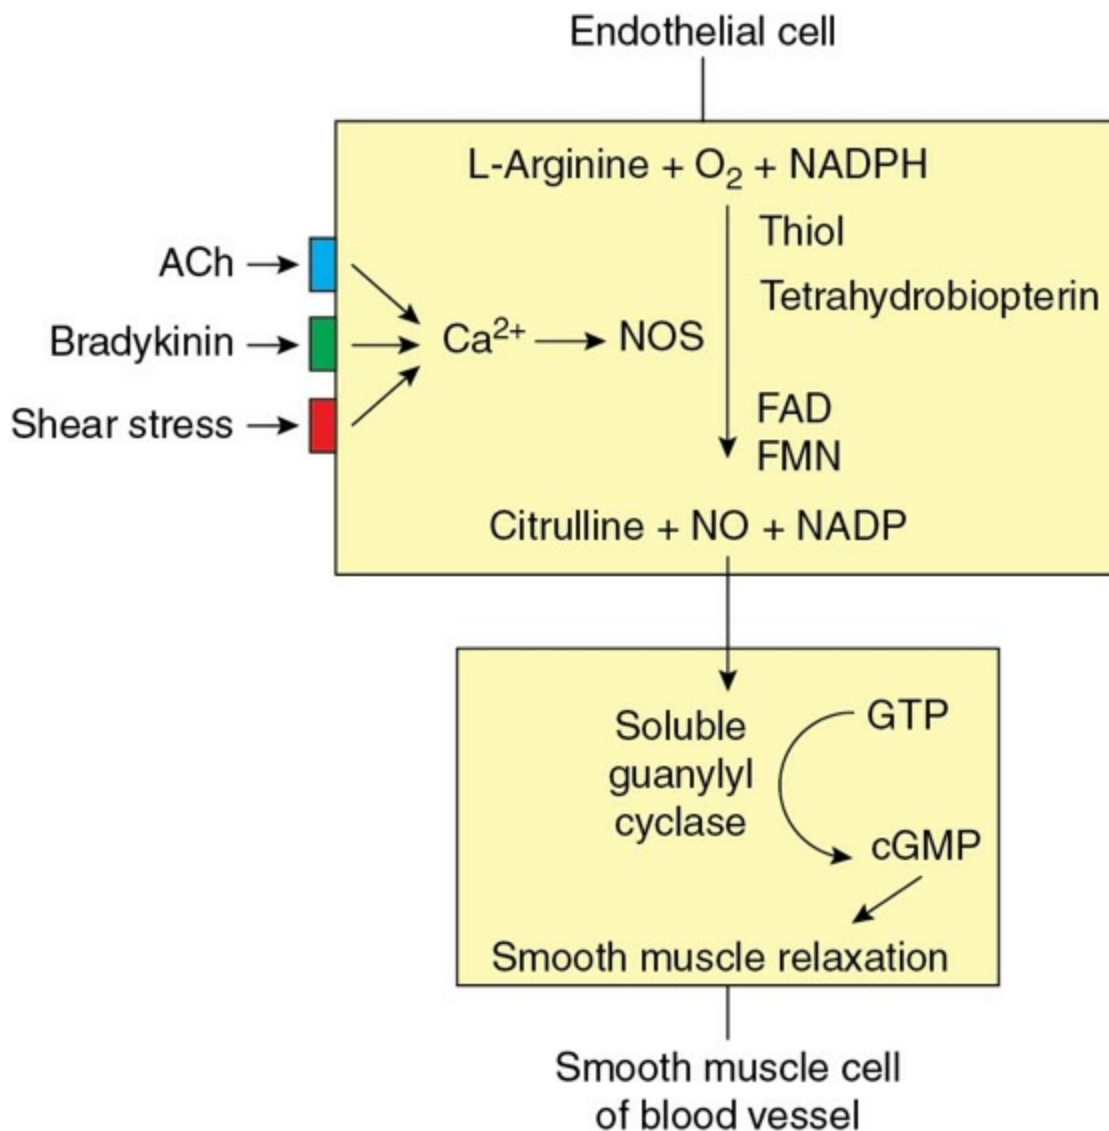 Endothelial cell
L-Arginine + O₂ + NADPH
Thiol
Tetrahydrobiopterin
ACh
Bradykinin
Shear stress
Ca²⁺
NOS
FAD
FMN
Citrulline + NO + NADP
Soluble
guanylyl
cyclase
GTP
cGMP
Smooth muscle relaxation
Smooth muscle cell
of blood vessel